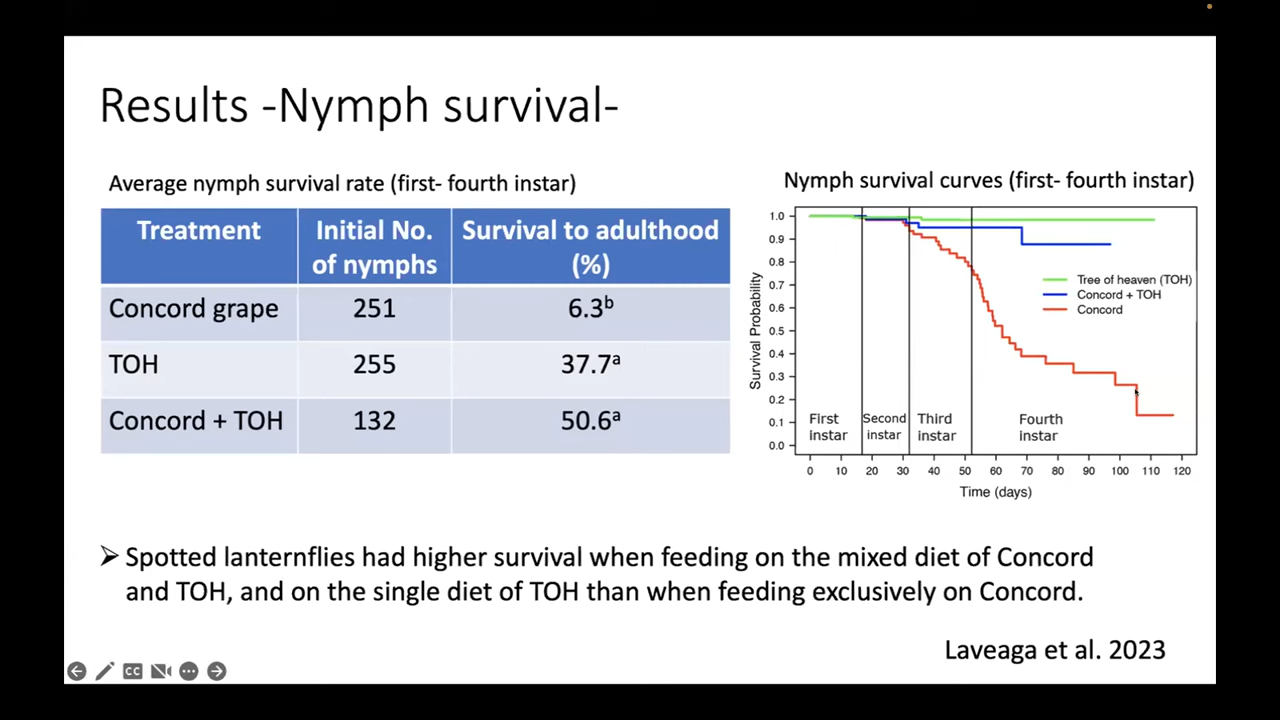 Results -Nymph survival-
Average nymph survival rate (first- fourth instar)
Treatment
Initial No.
of nymphs
Survival to adulthood
(%)
Concord grape
251
6.3ᵇ
TOH
255
37.7ᵃ
Concord + TOH
132
50.6ᵃ
Nymph survival curves (first- fourth instar)
Survival Probability
1.0
0.9
0.8
0.7
0.6
0.5
0.4
0.3
0.2
0.1
0.0
Tree of heaven (TOH)
Concord + TOH
Concord
First
instar
Second
instar
Third
instar
Fourth
instar
0 10 20 30 40 50 60 70 80 90 100 110 120
Time (days)
➢ Spotted lanternflies had higher survival when feeding on the mixed diet of Concord
and TOH, and on the single diet of TOH than when feeding exclusively on Concord.
Laveaga et al. 2023
CC